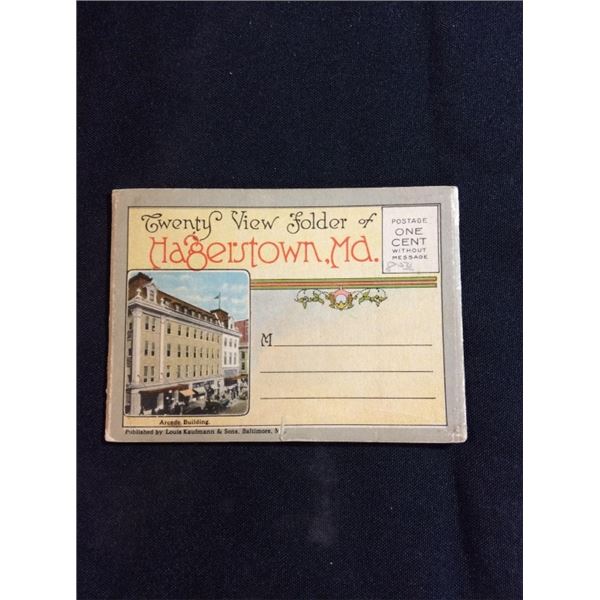 Twenty View Folder of
Hagerstown, Md.
POSTAGE
ONE
CENT
WITHOUT
MESSAGE
M
Arcade Building.
Published by Louis Kaufmann & Sons, Baltimore, M